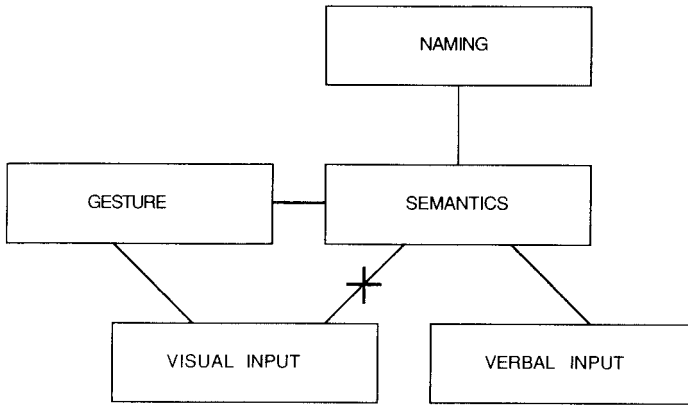 NAMING
GESTURE
SEMANTICS
VISUAL INPUT
VERBAL INPUT